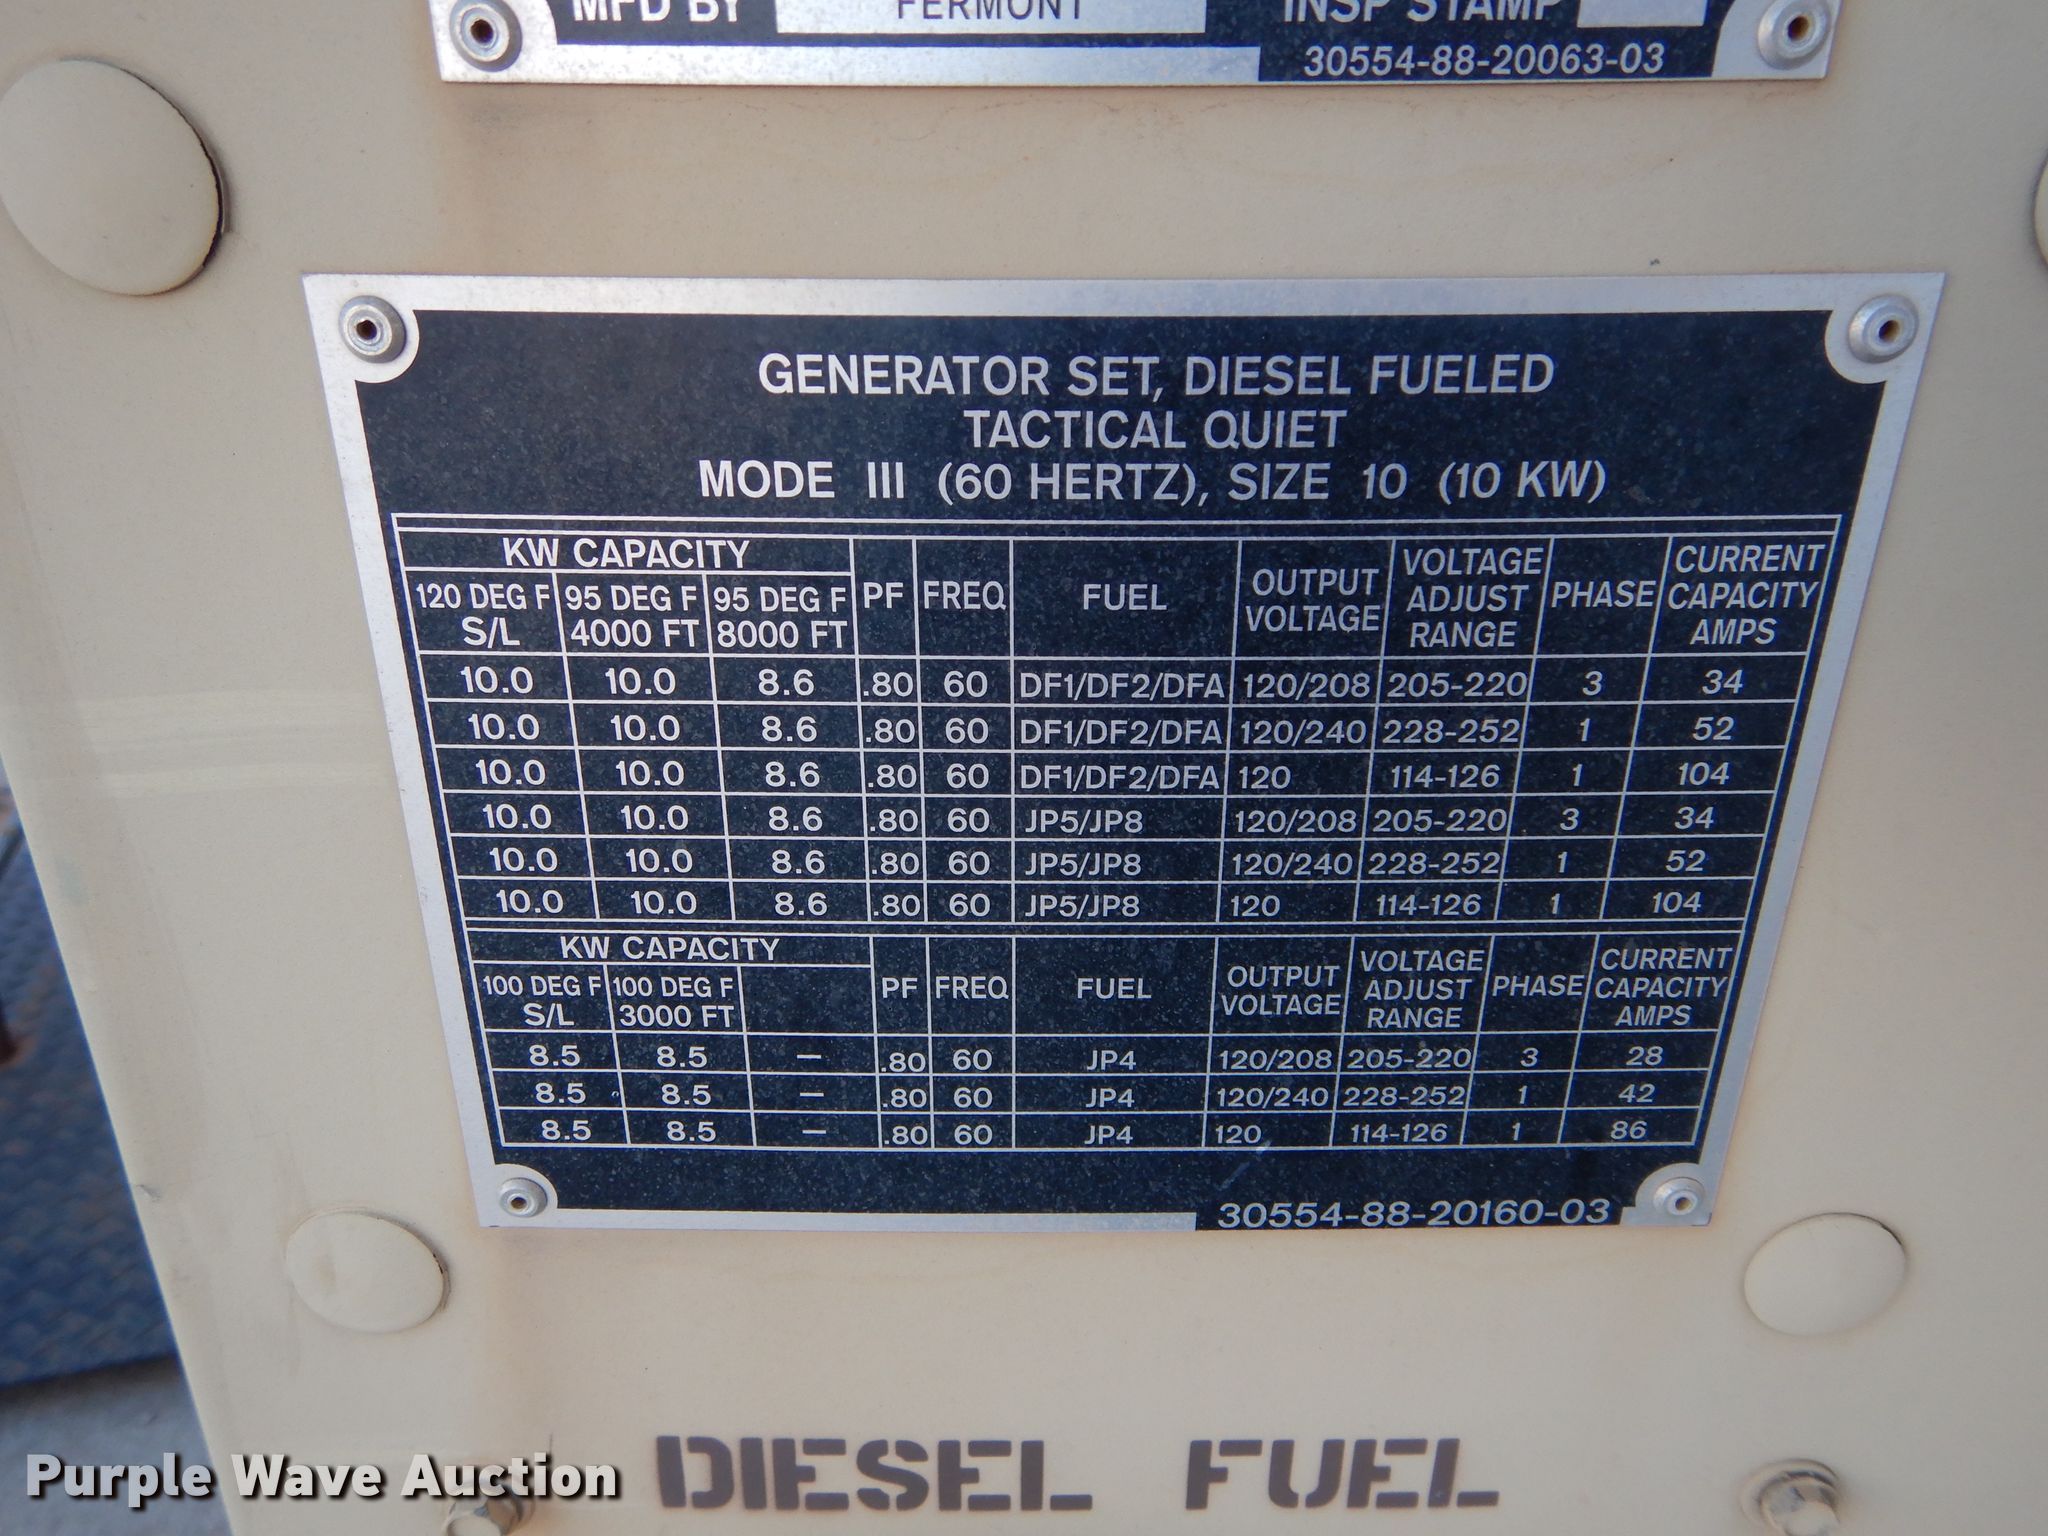 MFD BY FERMONT INSP STAMP
30554-88-20063-03
GENERATOR SET, DIESEL FUELED
TACTICAL QUIET
MODE III (60 HERTZ), SIZE 10 (10 KW)
KW CAPACITY PF FREQ FUEL OUTPUT VOLTAGE VOLTAGE ADJUST RANGE PHASE CURRENT CAPACITY AMPS
120 DEG F S/L 95 DEG F 4000 FT 95 DEG F 8000 FT
10.0 10.0 8.6 .80 60 DF1/DF2/DFA 120/208 205-220 3 34
10.0 10.0 8.6 .80 60 DF1/DF2/DFA 120/240 228-252 1 52
10.0 10.0 8.6 .80 60 DF1/DF2/DFA 120 114-126 1 104
10.0 10.0 8.6 .80 60 JP5/JP8 120/208 205-220 3 34
10.0 10.0 8.6 .80 60 JP5/JP8 120/240 228-252 1 52
10.0 10.0 8.6 .80 60 JP5/JP8 120 114-126 1 104
KW CAPACITY PF FREQ FUEL OUTPUT VOLTAGE VOLTAGE ADJUST RANGE PHASE CURRENT CAPACITY AMPS
100 DEG F S/L 100 DEG F 3000 FT
8.5 8.5 – .80 60 JP4 120/208 205-220 3 28
8.5 8.5 – .80 60 JP4 120/240 228-252 1 42
8.5 8.5 – .80 60 JP4 120 114-126 1 86
30554-88-20160-03
DIESEL FUEL
Purple Wave Auction